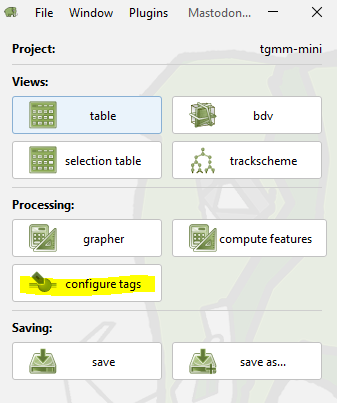 File Window Plugins Mastodon...
Project: tgmm-mini
Views:
table bdv
selection table trackscheme
Processing:
grapher compute features
configure tags
Saving:
save save as...